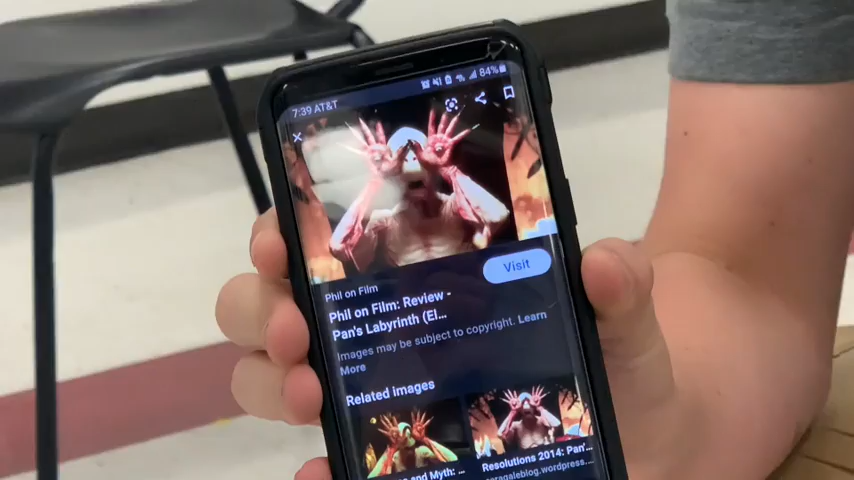 7:39 AT&T
84%
Visit
Phil on Film
Phil on Film: Review -
Pan's Labyrinth (El...
Images may be subject to copyright. Learn
More
Related images
and Myth: ...
Resolutions 2014: Pan'...
garagaleblog.wordpress...